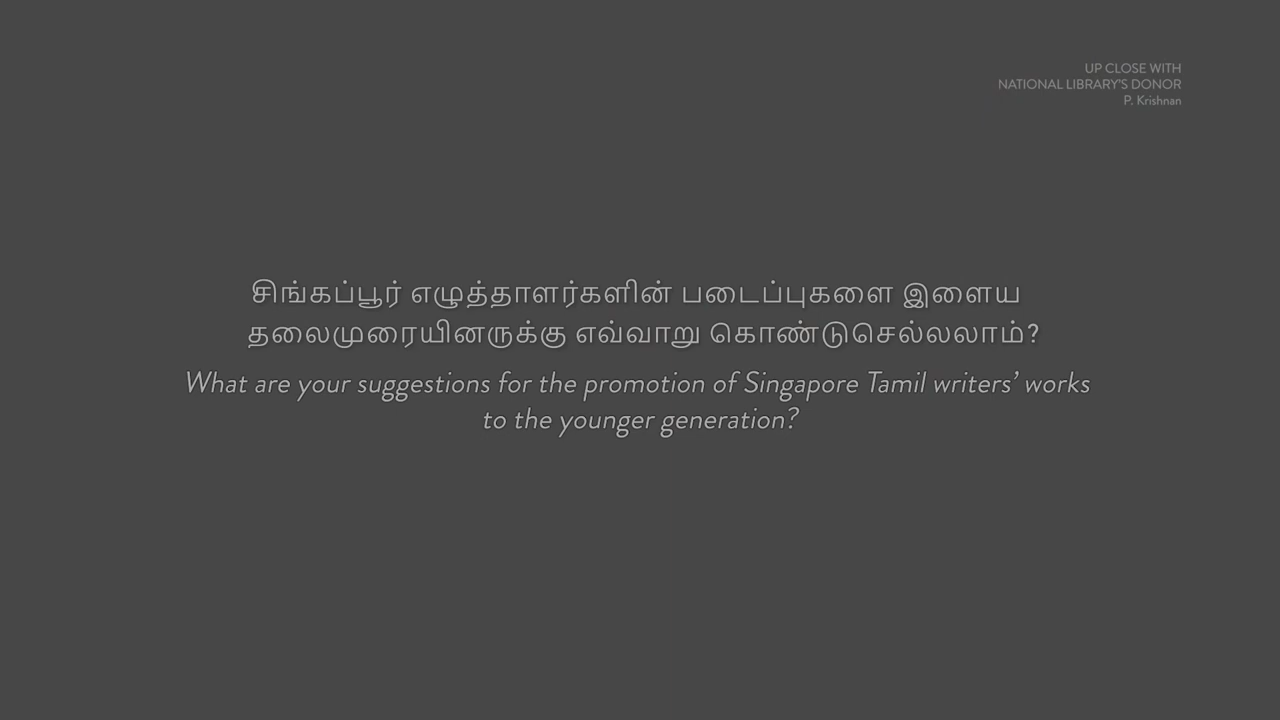 UP CLOSE WITH
NATIONAL LIBRARY'S DONOR
P. Krishnan
சிங்கப்பூர் எழுத்தாளர்களின் படைப்புகளை இளைய
தலைமுரையினருக்கு எவ்வாறு கொண்டுசெல்லலாம்?
What are your suggestions for the promotion of Singapore Tamil writers’ works
to the younger generation?